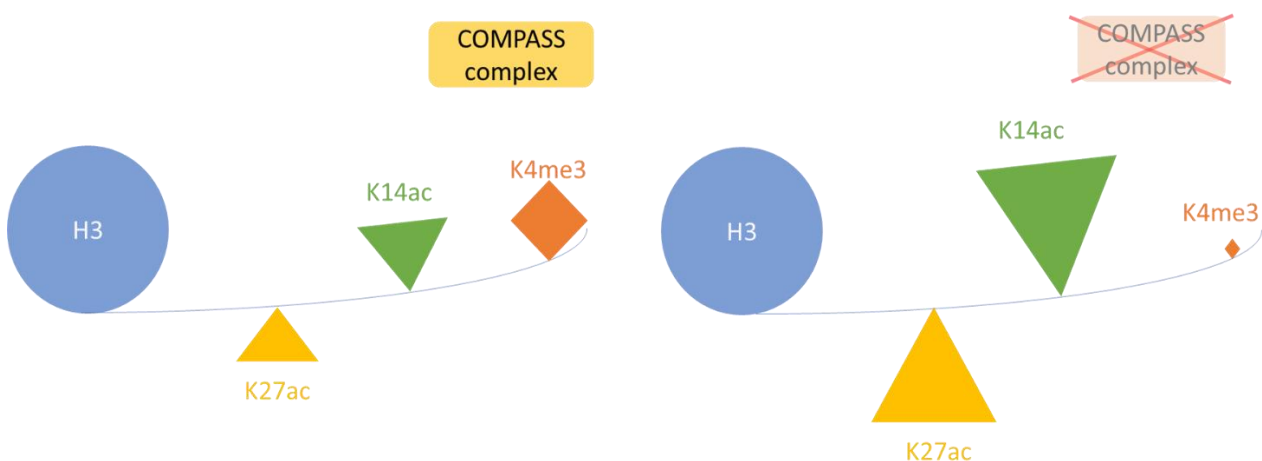 COMPASS
complex
K4me3
K14ac
H3
K27ac
COMPASS
complex
K14ac
K4me3
H3
K27ac